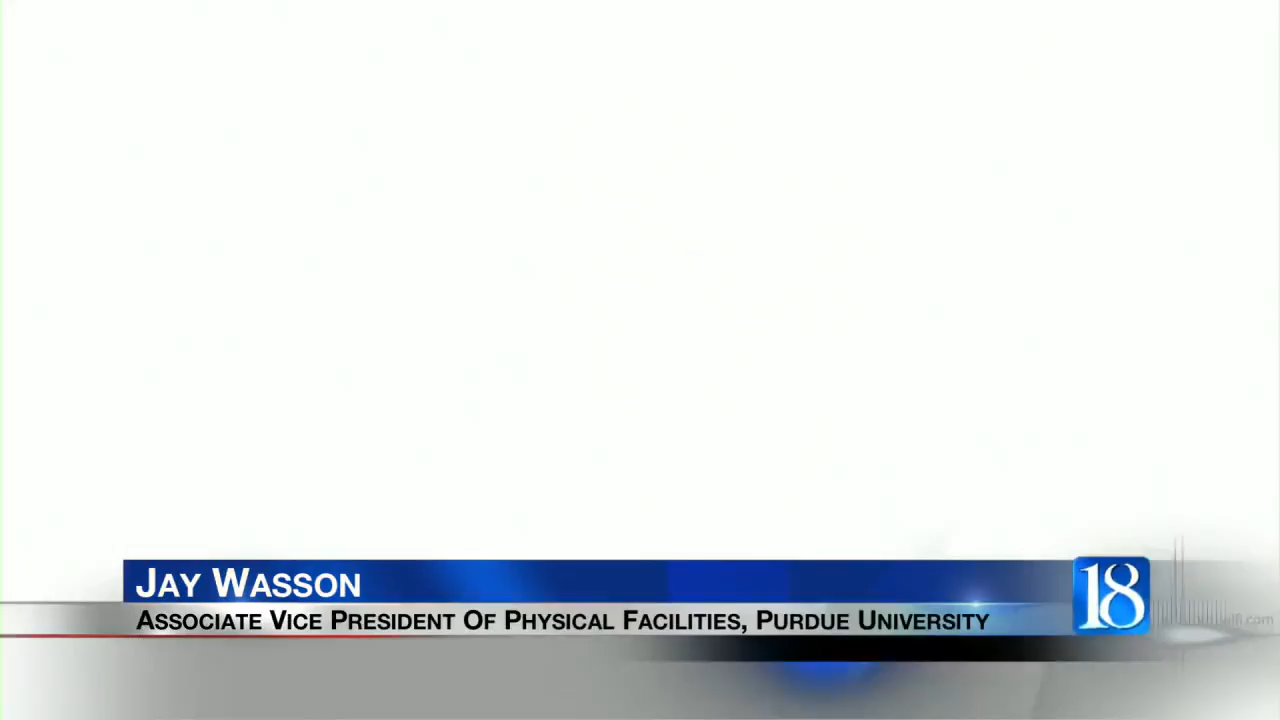 JAY WASSON
ASSOCIATE VICE PRESIDENT OF PHYSICAL FACILITIES, PURDUE UNIVERSITY
18